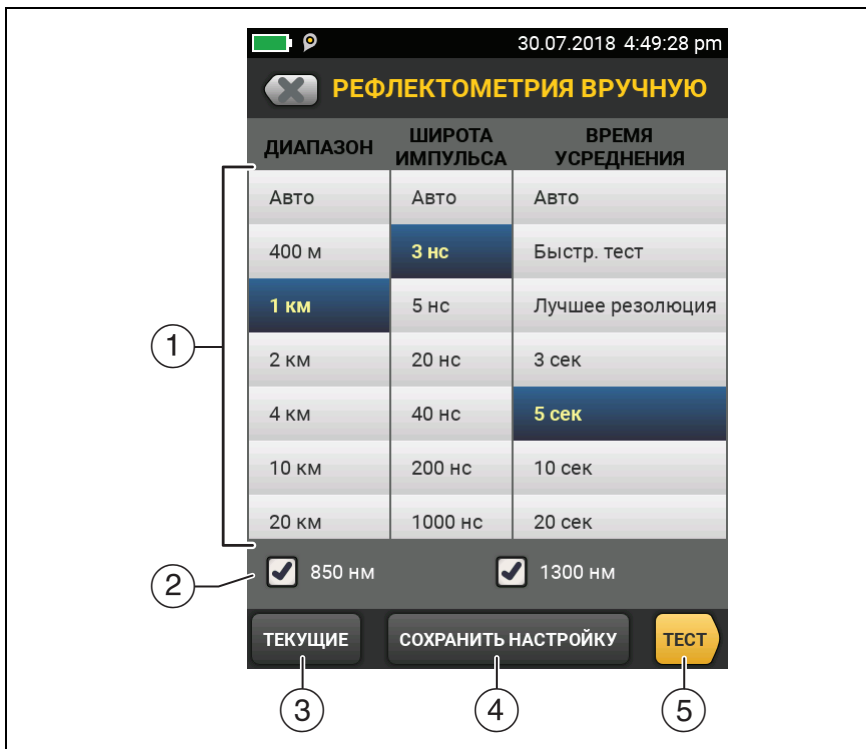 30.07.2018 4:49:28 pm
РЕФЛЕКТОМЕТРИЯ ВРУЧНУЮ
ДИАПАЗОН
ШИРОТА
ИМПУЛЬСА
ВРЕМЯ
УСРЕДНЕНИЯ
Авто Авто Авто
400 м 3 нс Быстр. тест
1 км 5 нс Лучшее резолюция
2 км 20 нс 3 сек
4 км 40 нс 5 сек
10 км 200 нс 10 сек
20 км 1000 нс 20 сек
1
2
850 нм 1300 нм
ТЕКУЩИЕ СОХРАНИТЬ НАСТРОЙКУ ТЕСТ
3 4 5